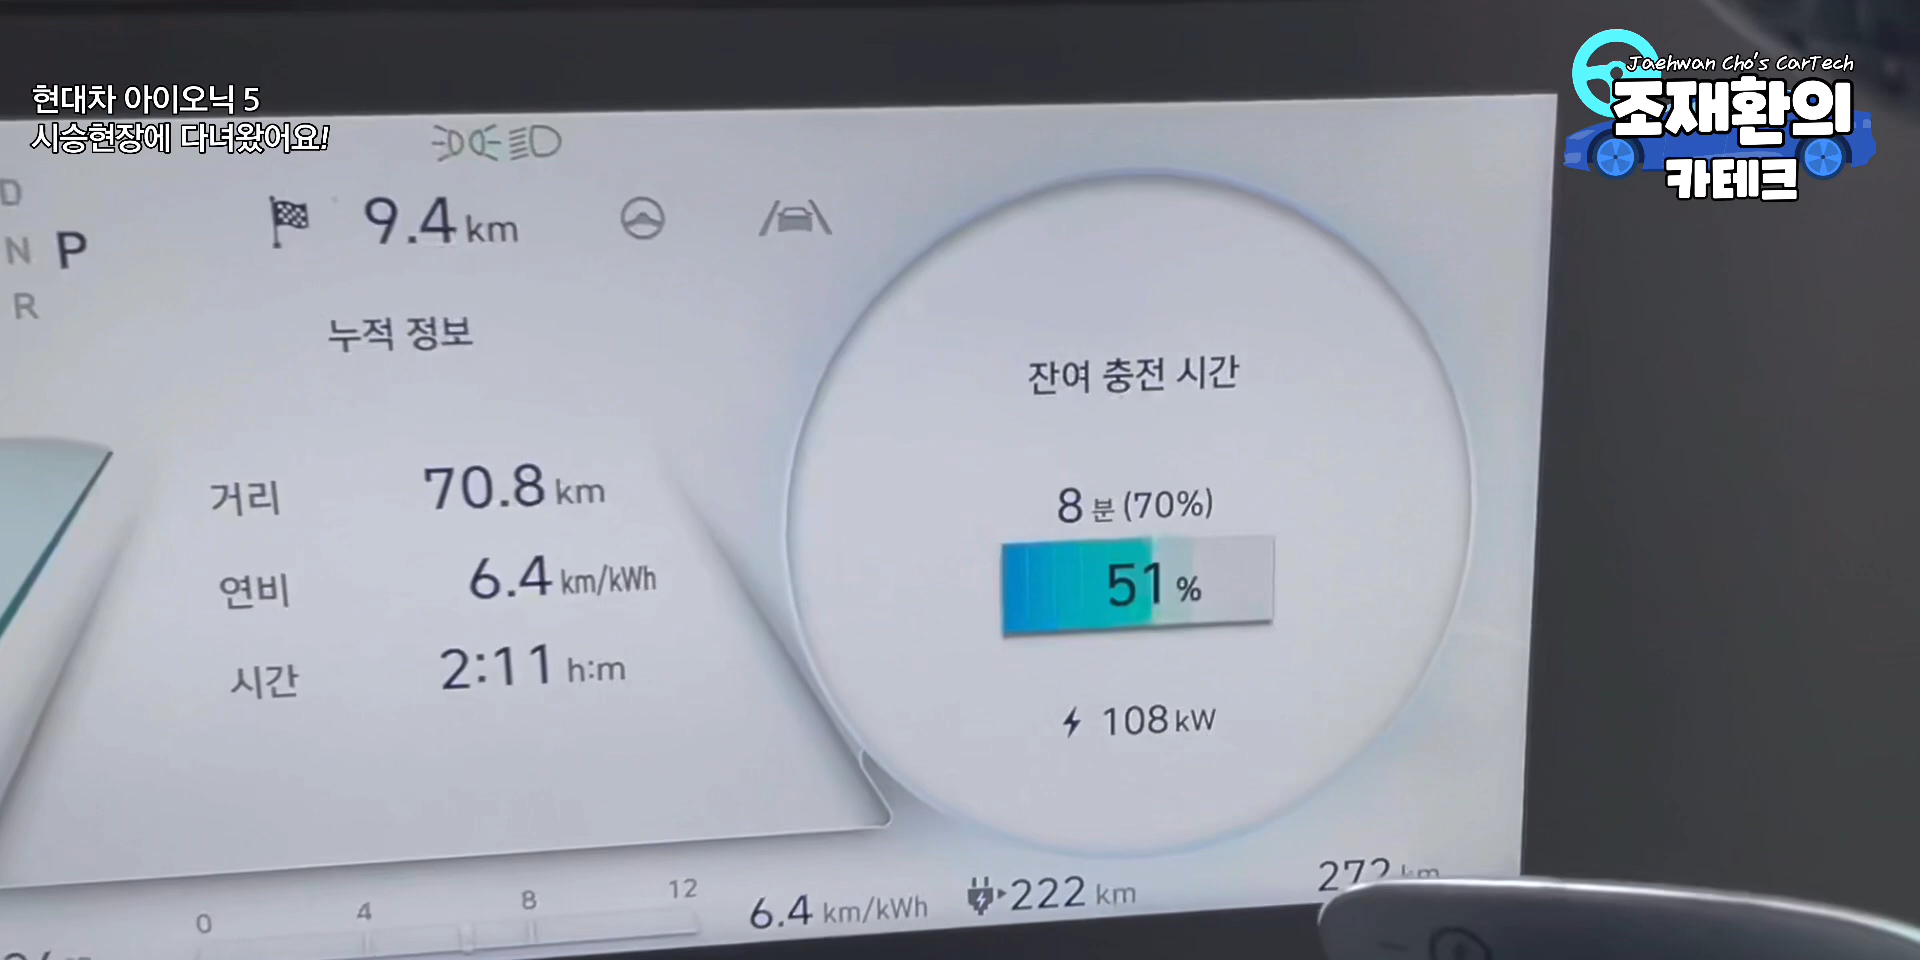 현대차 아이오닉 5
시승현장에 다녀왔어요!
Jaehwan Cho's CarTech
조재환의
카테크
D
N P
R
9.4 km
누적 정보
거리 70.8 km
연비 6.4 km/kWh
시간 2:11 h:m
잔여 충전 시간
8 분 (70%)
51 %
108 kW
0 4 8 12
6.4 km/kWh
222 km
272 km